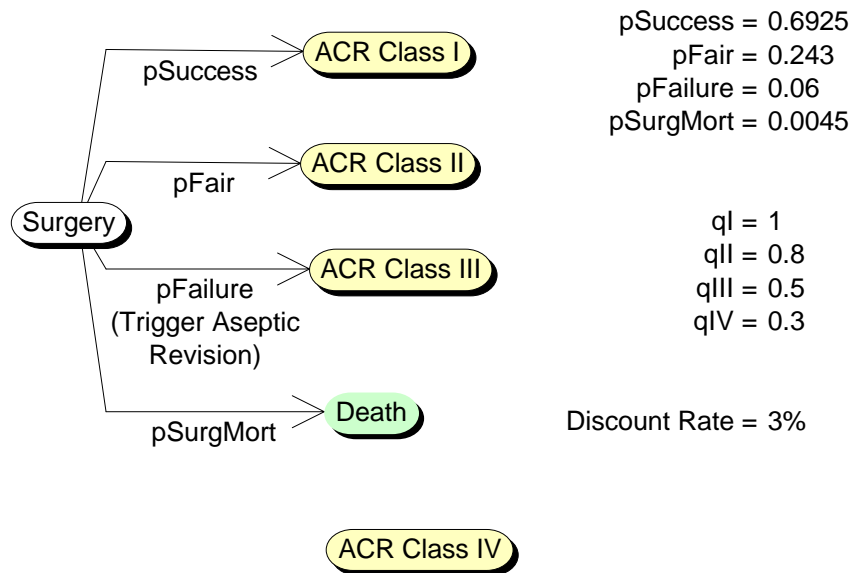 pSuccess = 0.6925
pFair = 0.243
pFailure = 0.06
pSurgMort = 0.0045
ACR Class I
pSuccess
ACR Class II
pFair
Surgery
ACR Class III
pFailure
(Trigger Aseptic
Revision)
Death
pSurgMort
qI = 1
qII = 0.8
qIII = 0.5
qIV = 0.3
Discount Rate = 3%
ACR Class IV